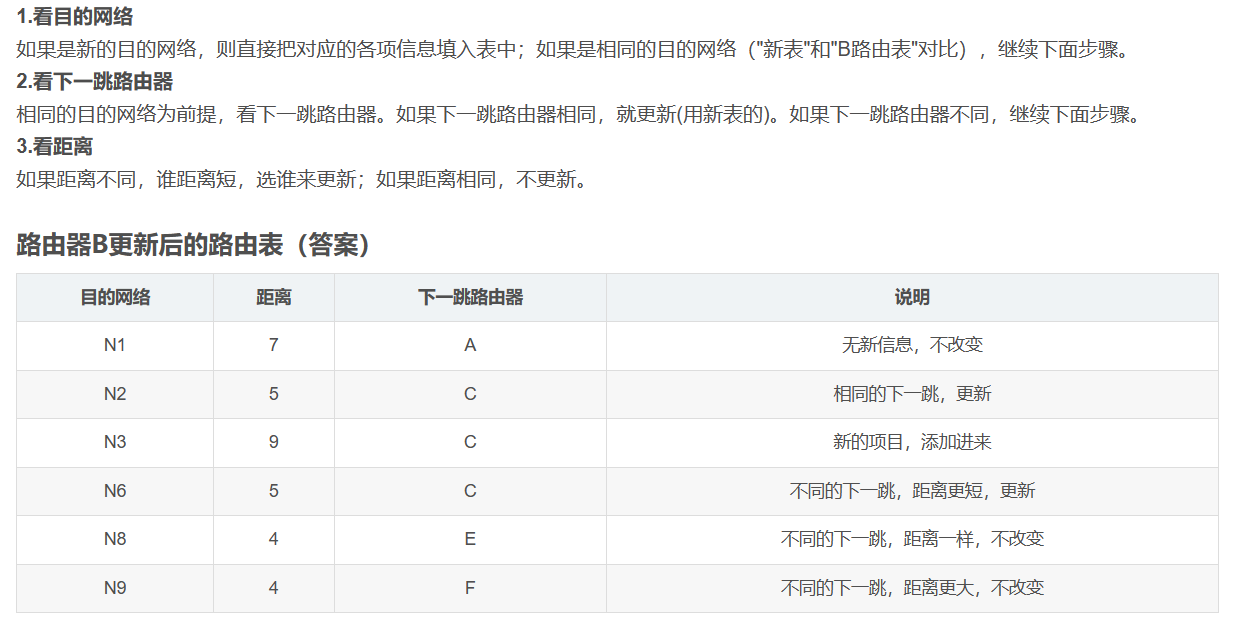 1.看目的网络
如果是新的目的网络，则直接把对应的各项信息填入表中；如果是相同的目的网络（"新表"和"B路由表"对比），继续下面步骤。
2.看下一跳路由器
相同的目的网络为前提，看下一跳路由器。如果下一跳路由器相同，就更新(用新表的)。如果下一跳路由器不同，继续下面步骤。
3.看距离
如果距离不同，谁距离短，选谁来更新；如果距离相同，不更新。
路由器B更新后的路由表（答案）
目的网络 距离 下一跳路由器 说明
N1 7 A 无新信息，不改变
N2 5 C 相同的下一跳，更新
N3 9 C 新的项目，添加进来
N6 5 C 不同的下一跳，距离更短，更新
N8 4 E 不同的下一跳，距离一样，不改变
N9 4 F 不同的下一跳，距离更大，不改变